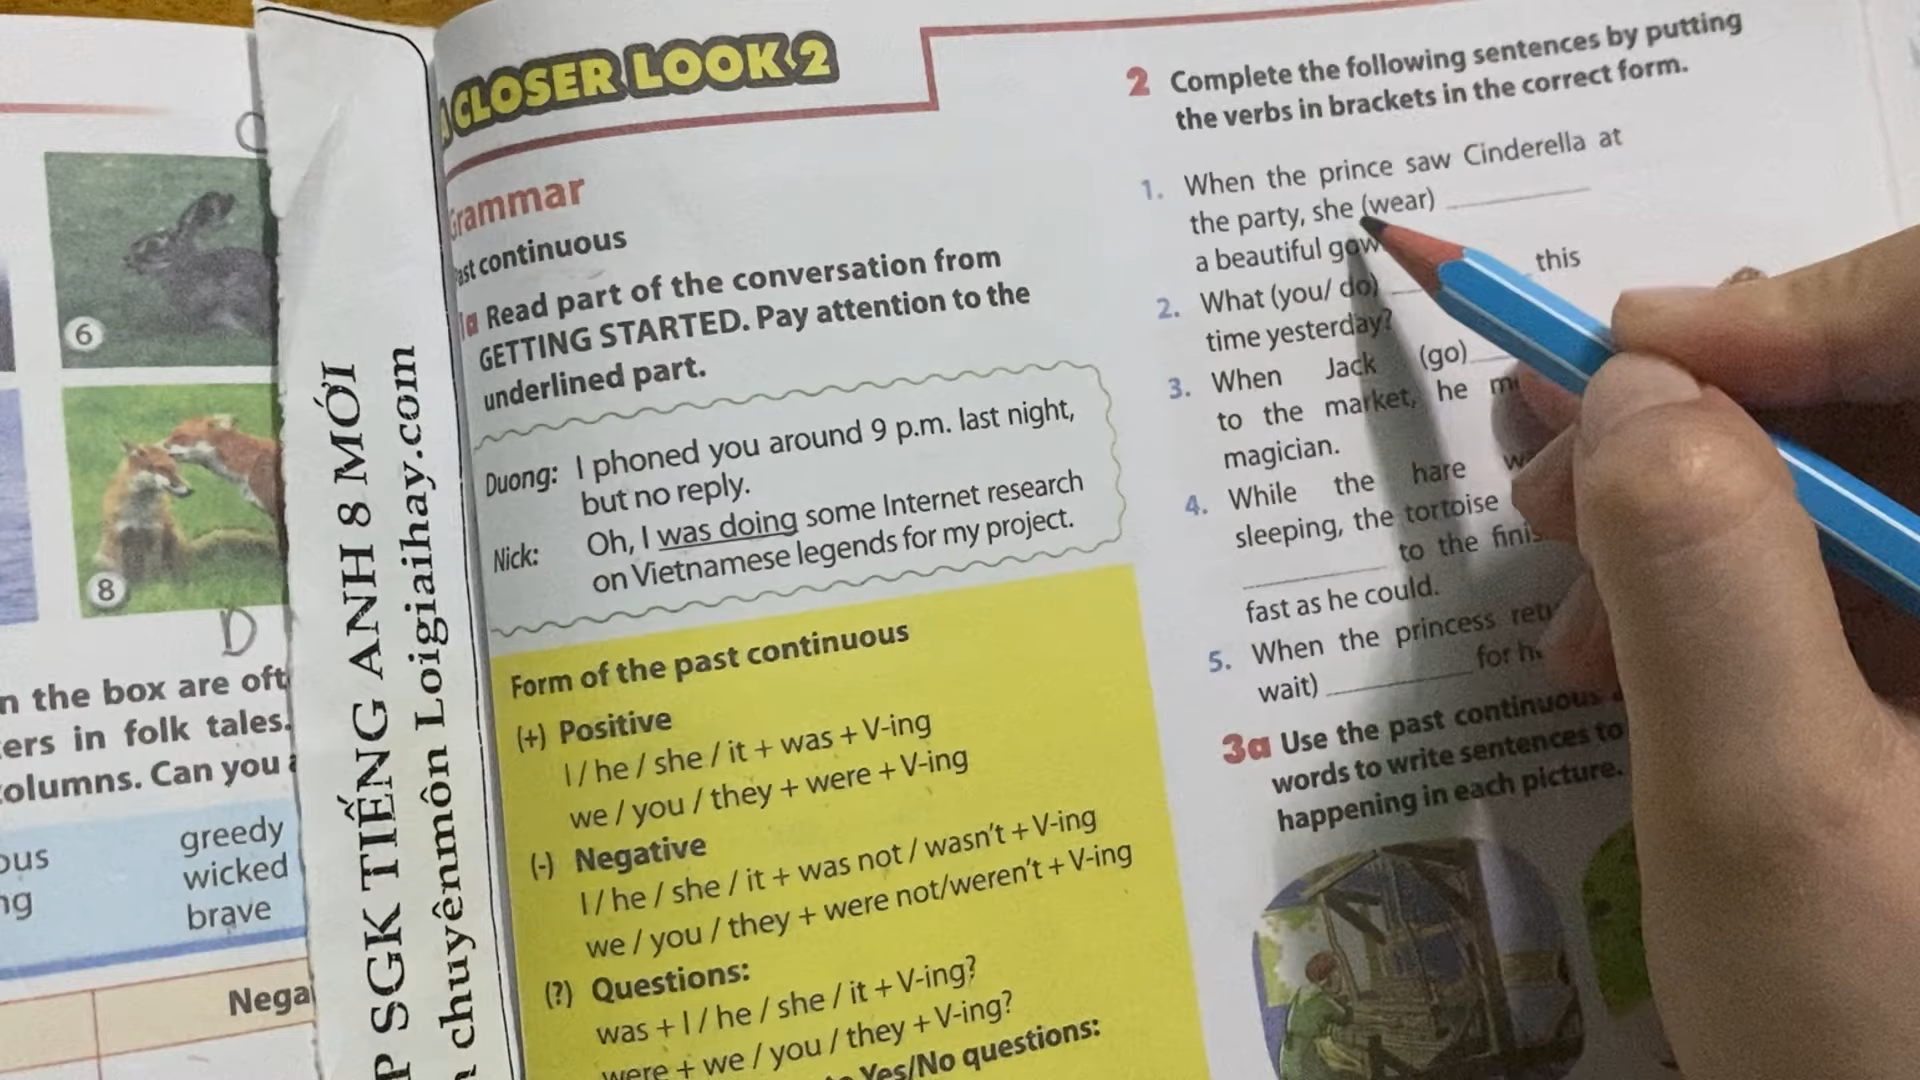 6
8
D
n the box are oft
ers in folk tales.
olumns. Can you
ous
greedy
wicked
ng
brave
Nega
P SGK TIẾNG ANH 8 MỚI
chuyênmôn Loigiaihay.com
A CLOSER LOOK 2
Grammar
ast continuous
1a Read part of the conversation from
GETTING STARTED. Pay attention to the
underlined part.
Duong: I phoned you around 9 p.m. last night,
but no reply.
Nick: Oh, I was doing some Internet research
on Vietnamese legends for my project.
Form of the past continuous
(+) Positive
I / he / she / it + was + V-ing
we / you / they + were + V-ing
(-) Negative
I / he / she / it + was not / wasn't + V-ing
we / you / they + were not/weren't + V-ing
(?) Questions:
was + I / he / she / it + V-ing?
were + we / you / they + V-ing?
Yes/No questions:
2 Complete the following sentences by putting
the verbs in brackets in the correct form.
1. When the prince saw Cinderella at
the party, she (wear) ____
a beautiful gow
2. What (you/ do) ____ this
time yesterday?
3. When Jack (go) ____
to the market, he m
magician.
4. While the hare w
sleeping, the tortoise
____ to the finis
fast as he could.
5. When the princess retu
wait) ____ for h
3a Use the past continuous
words to write sentences to
happening in each picture.